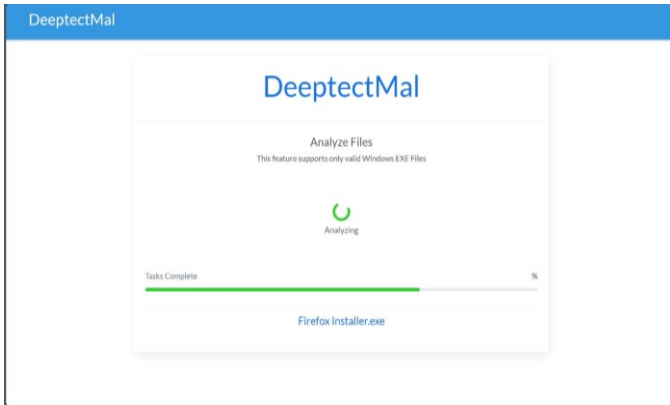 DeeptectMal
DeeptectMal
Analyze Files
This feature supports only valid Windows EXE Files
Analyzing
Tasks Complete %
Firefox Installer.exe